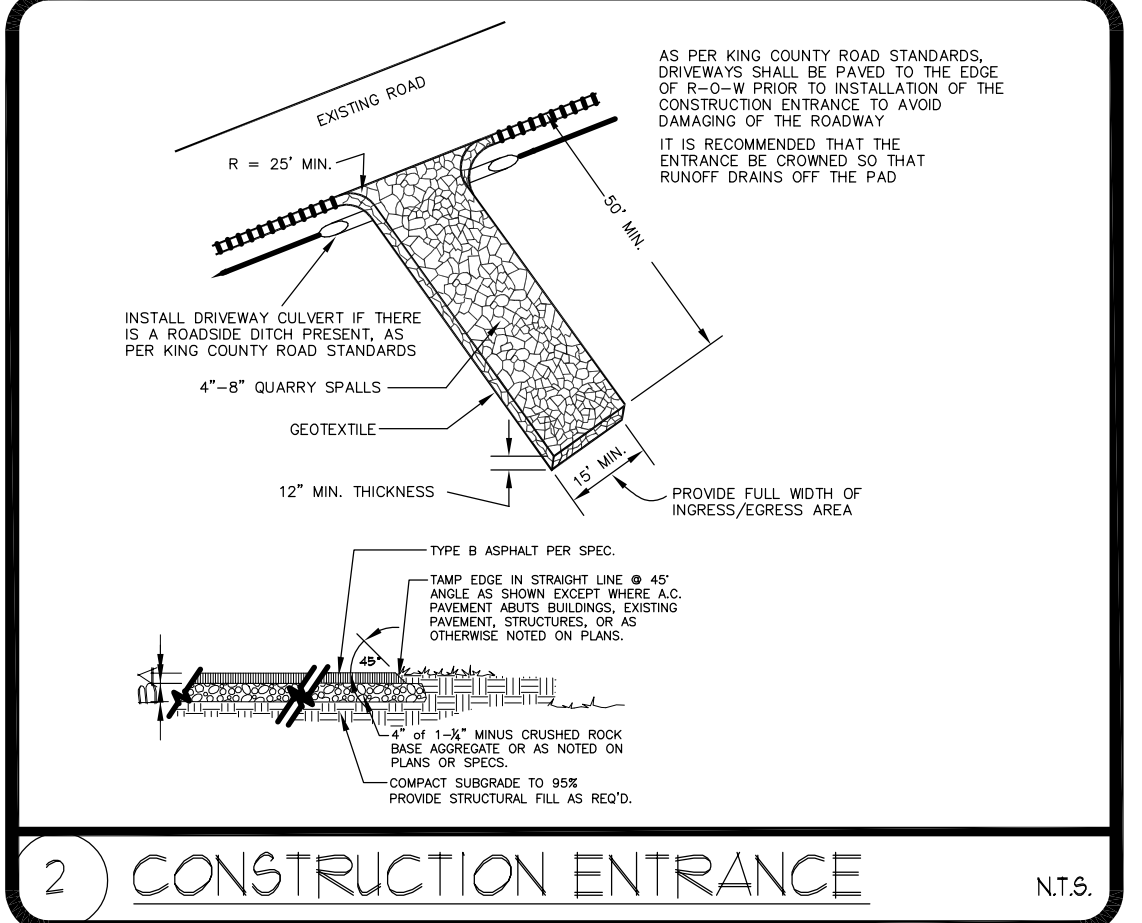 EXISTING ROAD
AS PER KING COUNTY ROAD STANDARDS,
DRIVEWAYS SHALL BE PAVED TO THE EDGE
OF R-O-W PRIOR TO INSTALLATION OF THE
CONSTRUCTION ENTRANCE TO AVOID
DAMAGING OF THE ROADWAY
IT IS RECOMMENDED THAT THE
ENTRANCE BE CROWNED SO THAT
RUNOFF DRAINS OFF THE PAD
R = 25' MIN.
50' MIN.
INSTALL DRIVEWAY CULVERT IF THERE
IS A ROADSIDE DITCH PRESENT, AS
PER KING COUNTY ROAD STANDARDS
4"-8" QUARRY SPALLS
GEOTEXTILE
12" MIN. THICKNESS
15' MIN.
PROVIDE FULL WIDTH OF
INGRESS/EGRESS AREA
TYPE B ASPHALT PER SPEC.
TAMP EDGE IN STRAIGHT LINE @ 45°
ANGLE AS SHOWN EXCEPT WHERE A.C.
PAVEMENT ABUTS BUILDINGS, EXISTING
PAVEMENT, STRUCTURES, OR AS
OTHERWISE NOTED ON PLANS.
45°
A
B
4" of 1-¼" MINUS CRUSHED ROCK
BASE AGGREGATE OR AS NOTED ON
PLANS OR SPECS.
COMPACT SUBGRADE TO 95%
PROVIDE STRUCTURAL FILL AS REQ'D.
2
CONSTRUCTION ENTRANCE
N.T.S.